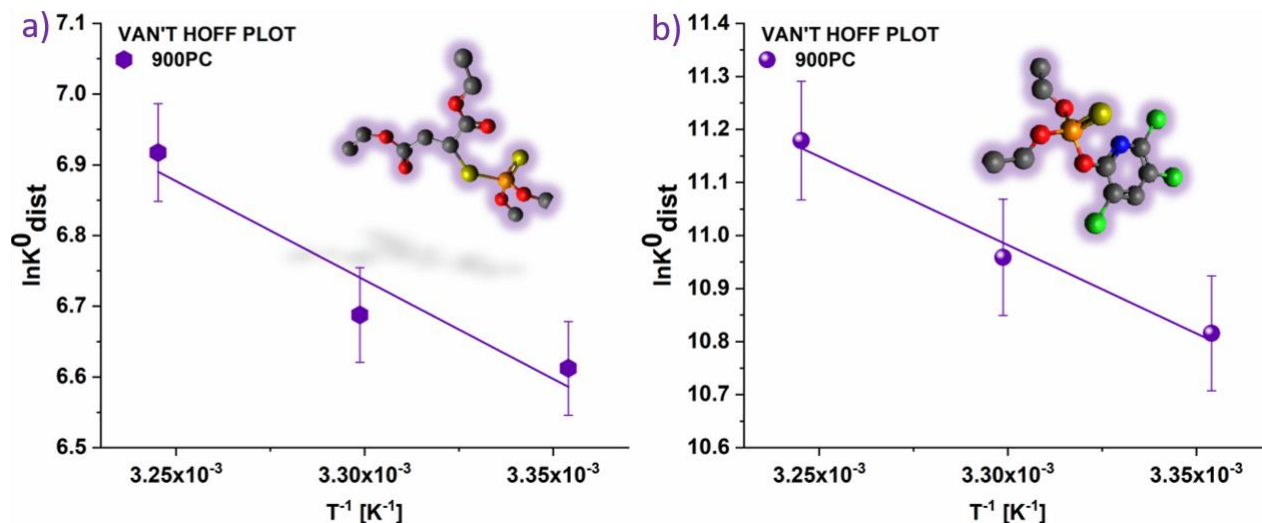 a)
VAN'T HOFF PLOT
900PC
7.1
7.0
6.9
6.8
6.7
6.6
6.5
lnK⁰dist
3.25x10⁻³
3.30x10⁻³
3.35x10⁻³
T⁻¹ [K⁻¹]
b)
VAN'T HOFF PLOT
900PC
11.4
11.3
11.2
11.1
11.0
10.9
10.8
10.7
10.6
lnK⁰dist
3.25x10⁻³
3.30x10⁻³
3.35x10⁻³
T⁻¹ [K⁻¹]